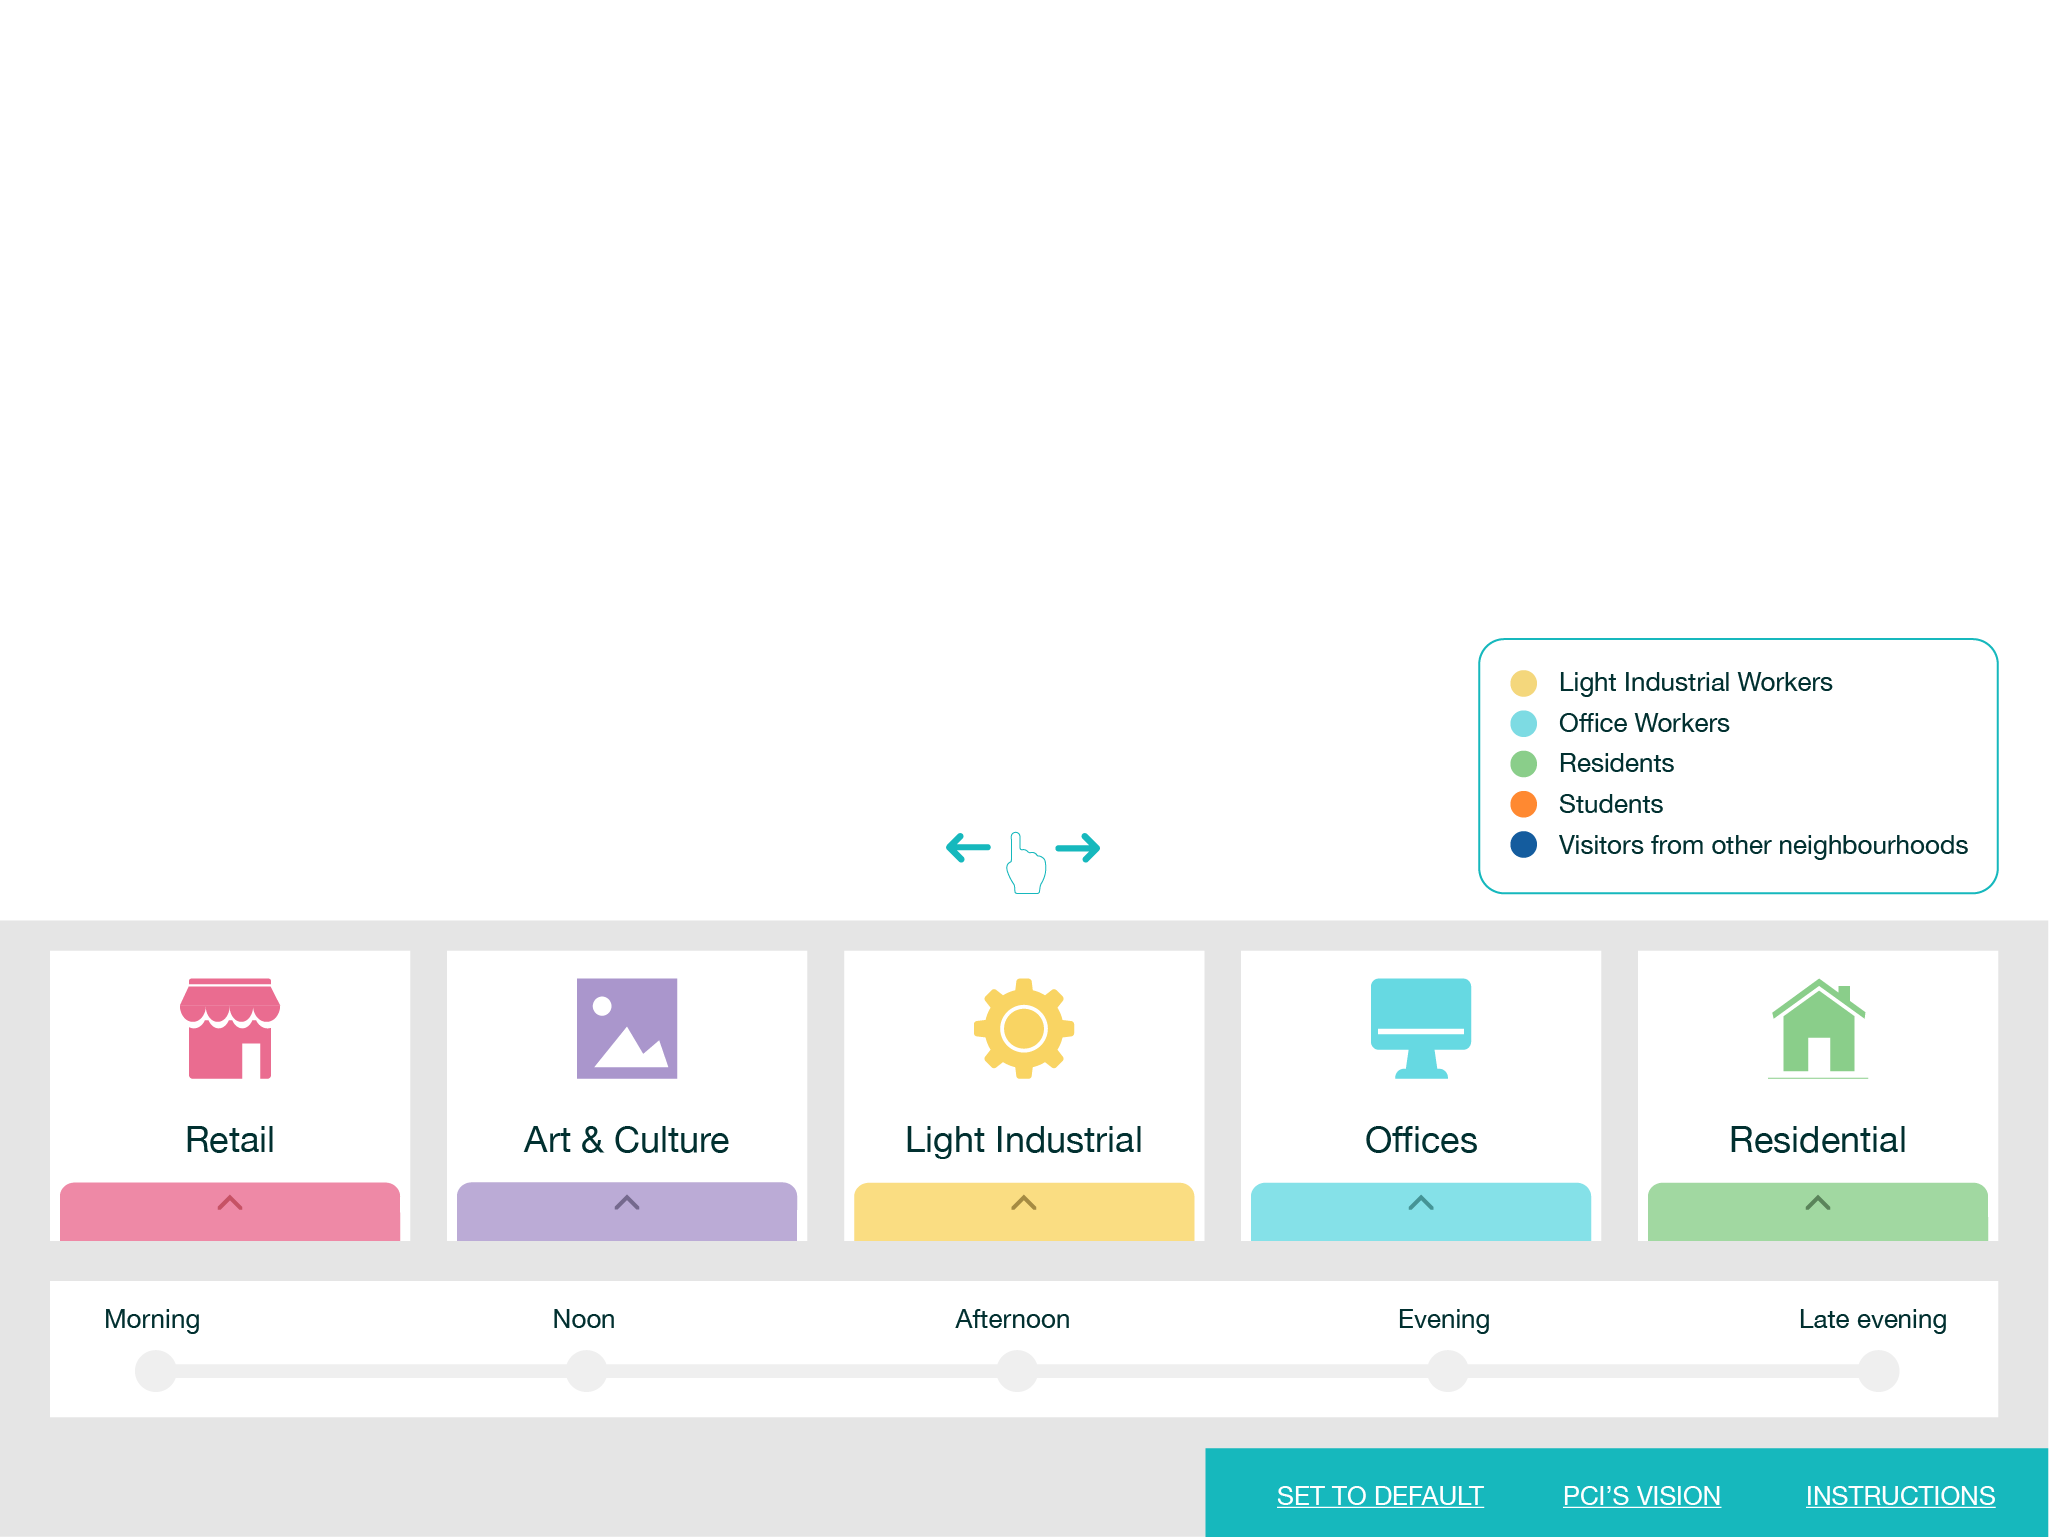 Light Industrial Workers
Office Workers
Residents
Students
Visitors from other neighbourhoods
Retail
Art & Culture
Light Industrial
Offices
Residential
Morning
Noon
Afternoon
Evening
Late evening
SET TO DEFAULT
PCI’S VISION
INSTRUCTIONS